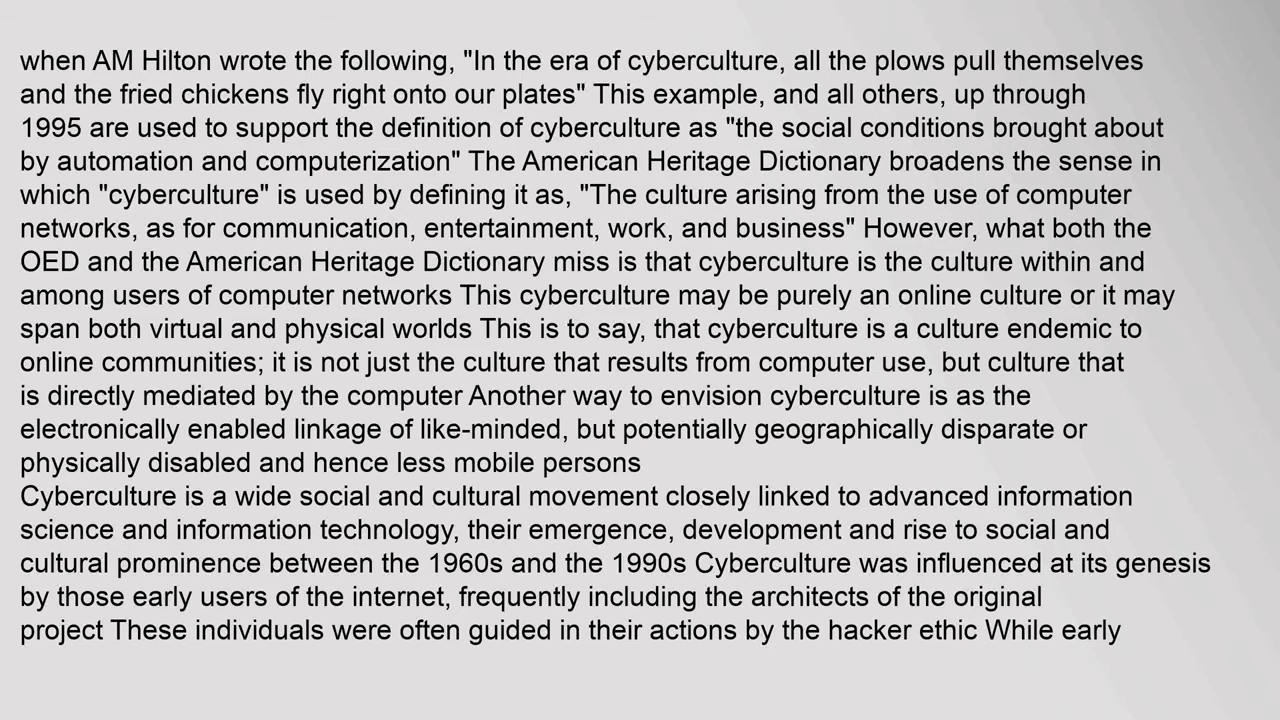 when AM Hilton wrote the following, "In the era of cyberculture, all the plows pull themselves
and the fried chickens fly right onto our plates" This example, and all others, up through
1995 are used to support the definition of cyberculture as "the social conditions brought about
by automation and computerization" The American Heritage Dictionary broadens the sense in
which "cyberculture" is used by defining it as, "The culture arising from the use of computer
networks, as for communication, entertainment, work, and business" However, what both the
OED and the American Heritage Dictionary miss is that cyberculture is the culture within and
among users of computer networks This cyberculture may be purely an online culture or it may
span both virtual and physical worlds This is to say, that cyberculture is a culture endemic to
online communities; it is not just the culture that results from computer use, but culture that
is directly mediated by the computer Another way to envision cyberculture is as the
electronically enabled linkage of like-minded, but potentially geographically disparate or
physically disabled and hence less mobile persons
Cyberculture is a wide social and cultural movement closely linked to advanced information
science and information technology, their emergence, development and rise to social and
cultural prominence between the 1960s and the 1990s Cyberculture was influenced at its genesis
by those early users of the internet, frequently including the architects of the original
project These individuals were often guided in their actions by the hacker ethic While early